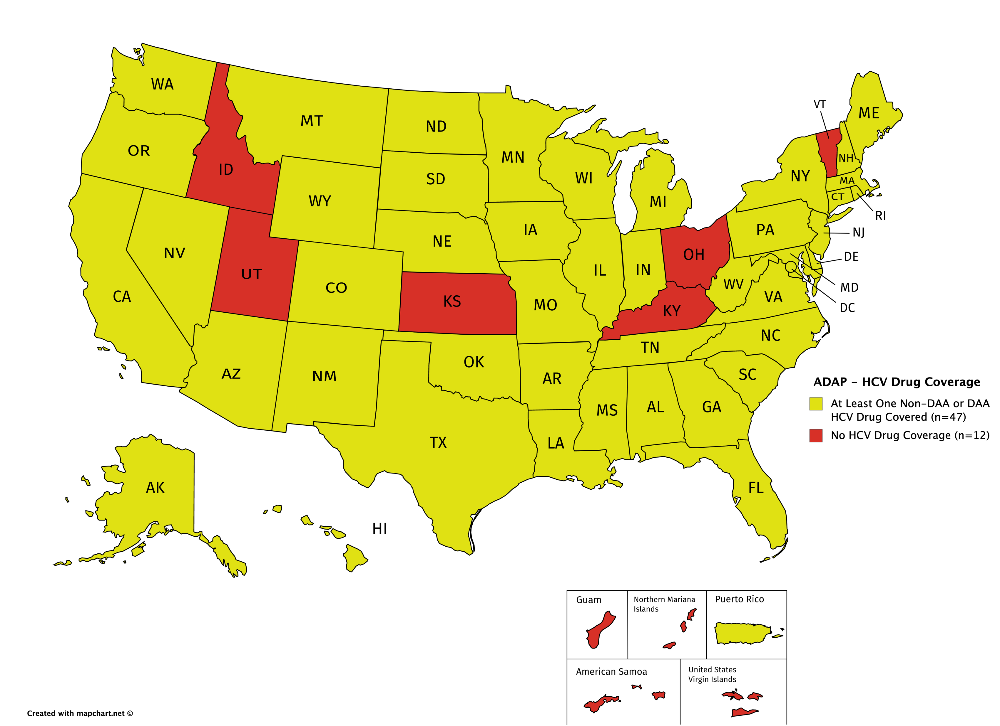 WA
MT
ND
MN
VT
ME
OR
ID
SD
WI
NH
NY
MA
WY
MI
CT
RI
IA
PA
NJ
NV
NE
OH
DE
UT
IL
IN
CO
WV
MD
CA
KS
MO
VA
DC
KY
NC
TN
OK
AZ
NM
AR
SC
MS
AL
GA
TX
LA
AK
FL
HI
ADAP – HCV Drug Coverage
At Least One Non–DAA or DAA
HCV Drug Covered (n=47)
No HCV Drug Coverage (n=12)
Guam
Northern Mariana
Islands
Puerto Rico
American Samoa
United States
Virgin Islands
Created with mapchart.net ©